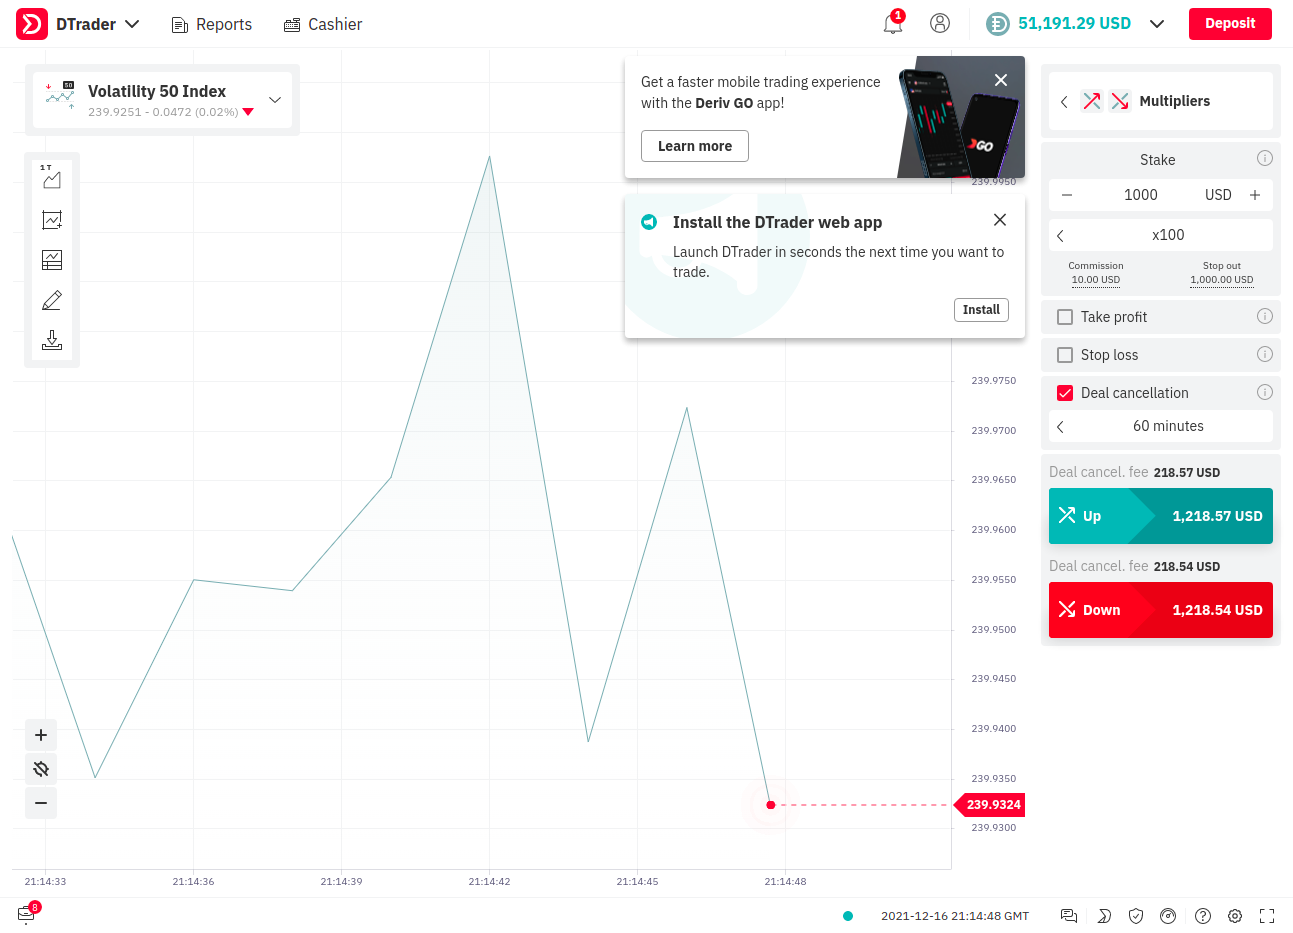 DTrader
Reports
Cashier
1
51,191.29 USD
Deposit
50
Volatility 50 Index
239.9251 - 0.0472 (0.02%)
1 T
Get a faster mobile trading experience
with the Deriv GO app!
Learn more
GO
Install the DTrader web app
Launch DTrader in seconds the next time you want to
trade.
Install
239.9950
239.9750
239.9700
239.9650
239.9600
239.9550
239.9500
239.9450
239.9400
239.9350
239.9324
239.9300
21:14:33
21:14:36
21:14:39
21:14:42
21:14:45
21:14:48
Multipliers
Stake
1000
USD
x100
Commission
10.00 USD
Stop out
1,000.00 USD
Take profit
Stop loss
Deal cancellation
60 minutes
Deal cancel. fee 218.57 USD
Up
1,218.57 USD
Deal cancel. fee 218.54 USD
Down
1,218.54 USD
8
2021-12-16 21:14:48 GMT